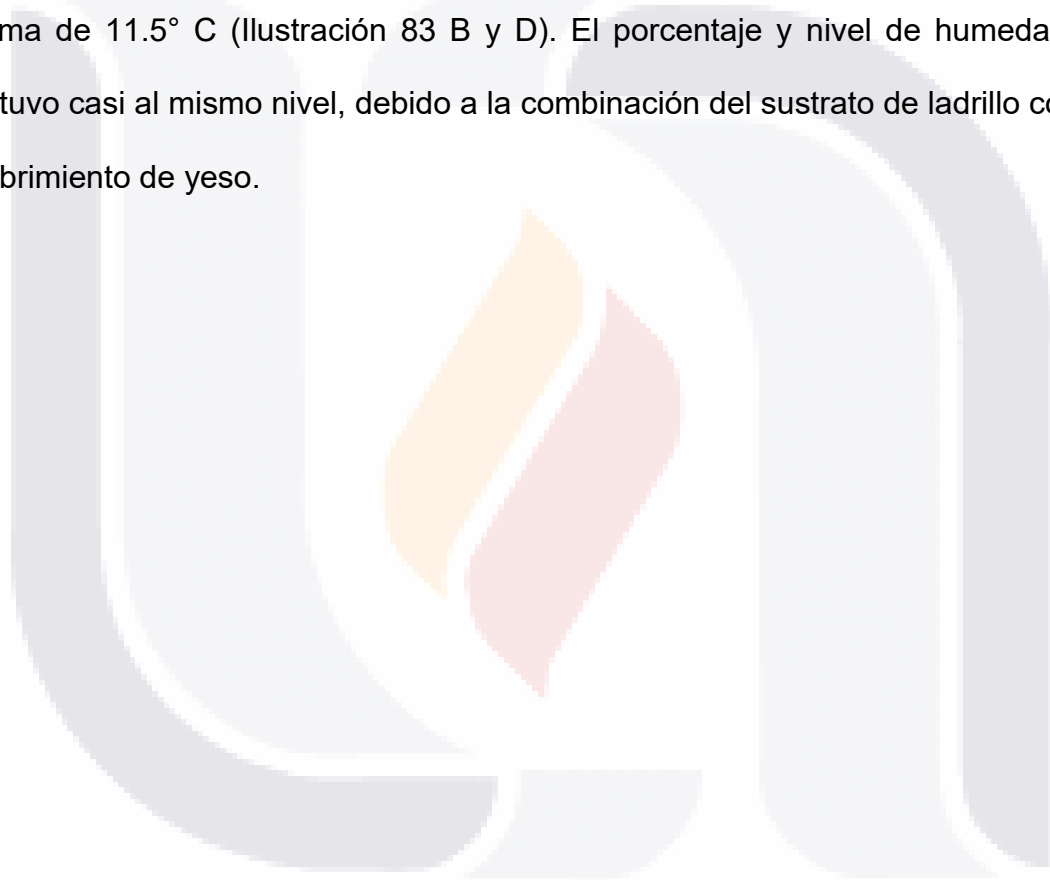 ma de 11.5° C (Ilustración 83 B y D). El porcentaje y nivel de humeda
tuvo casi al mismo nivel, debido a la combinación del sustrato de ladrillo co
brimiento de yeso.